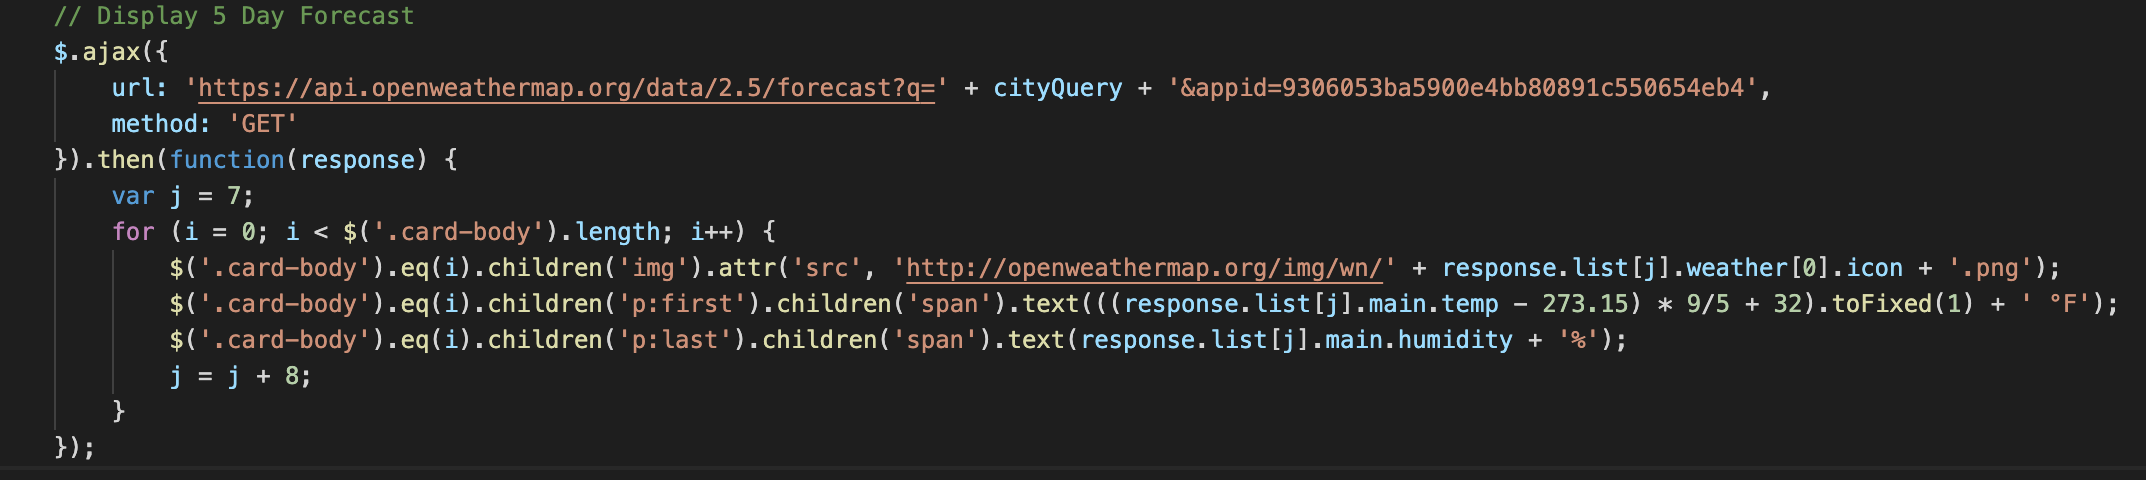 // Display 5 Day Forecast
$.ajax({
    url: 'https://api.openweathermap.org/data/2.5/forecast?q=' + cityQuery + '&appid=9306053ba5900e4bb80891c550654eb4',
    method: 'GET'
}).then(function(response) {
    var j = 7;
    for (i = 0; i < $('.card-body').length; i++) {
        $('.card-body').eq(i).children('img').attr('src', 'http://openweathermap.org/img/wn/' + response.list[j].weather[0].icon + '.png');
        $('.card-body').eq(i).children('p:first').children('span').text(((response.list[j].main.temp - 273.15) * 9/5 + 32).toFixed(1) + ' °F');
        $('.card-body').eq(i).children('p:last').children('span').text(response.list[j].main.humidity + '%');
        j = j + 8;
    }
});